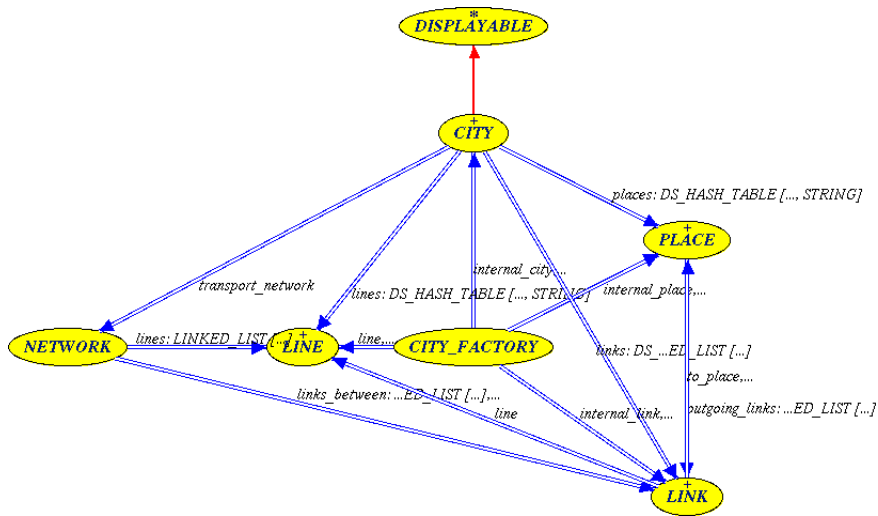 *
DISPLAYABLE
+
CITY
places: DS_HASH_TABLE [..., STRING]
+
PLACE
internal_city,...
transport_network
lines: DS_HASH_TABLE [..., STRING]
internal_place,...
lines: LINKED_LIST [...]
+
line,...
NETWORK
LINE
CITY_FACTORY
links: DS_...ED_LIST [...]
to_place,...
links_between: ...ED_LIST [...],...
line
internal_link,...
outgoing_links: ...ED_LIST [...]
+
LINK